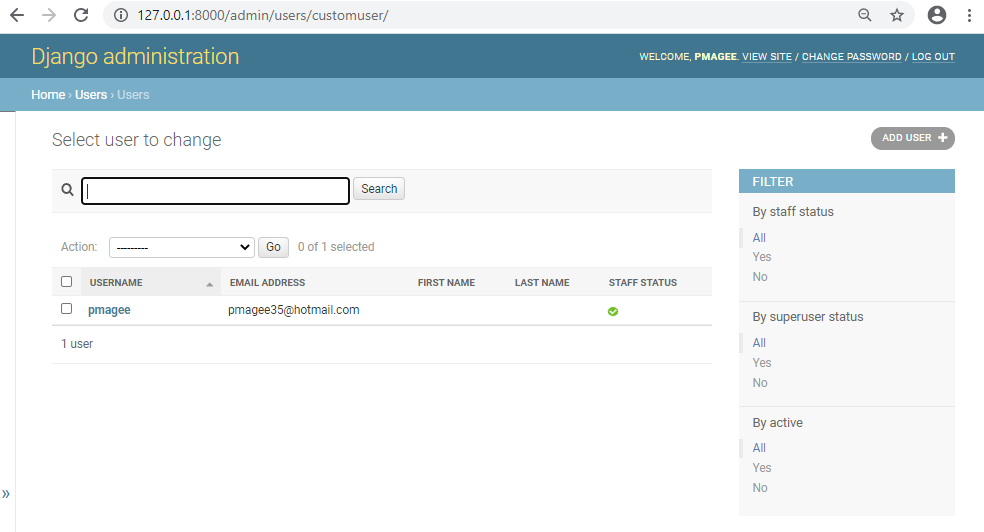 127.0.0.1:8000/admin/users/customuser/
Django administration
WELCOME, PMAGEE. VIEW SITE / CHANGE PASSWORD / LOG OUT
Home › Users › Users
Select user to change
ADD USER +
Search
Action: --------- Go 0 of 1 selected
USERNAME EMAIL ADDRESS FIRST NAME LAST NAME STAFF STATUS
pmagee pmagee35@hotmail.com
1 user
»
FILTER
By staff status
All
Yes
No
By superuser status
All
Yes
No
By active
All
Yes
No